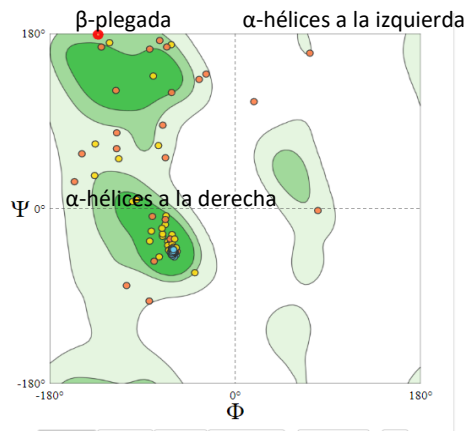 β-plegada
α-hélices a la izquierda
180°
α-hélices a la derecha
Ψ 0°
-180°
-180°
0°
180°
Φ